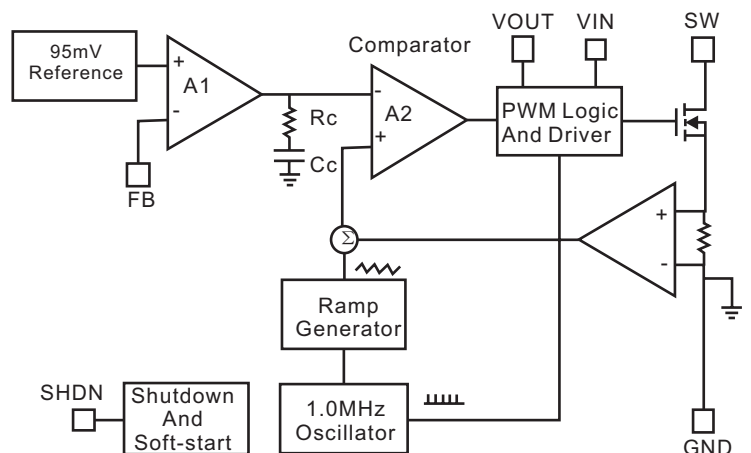 VOUT VIN SW
95mV
Reference
Comparator
+
-
A1
-
+
A2
PWM Logic
And Driver
Rc
Cc
FB
+
-
Σ
Ramp
Generator
SHDN
Shutdown
And
Soft-start
1.0MHz
Oscillator
GND